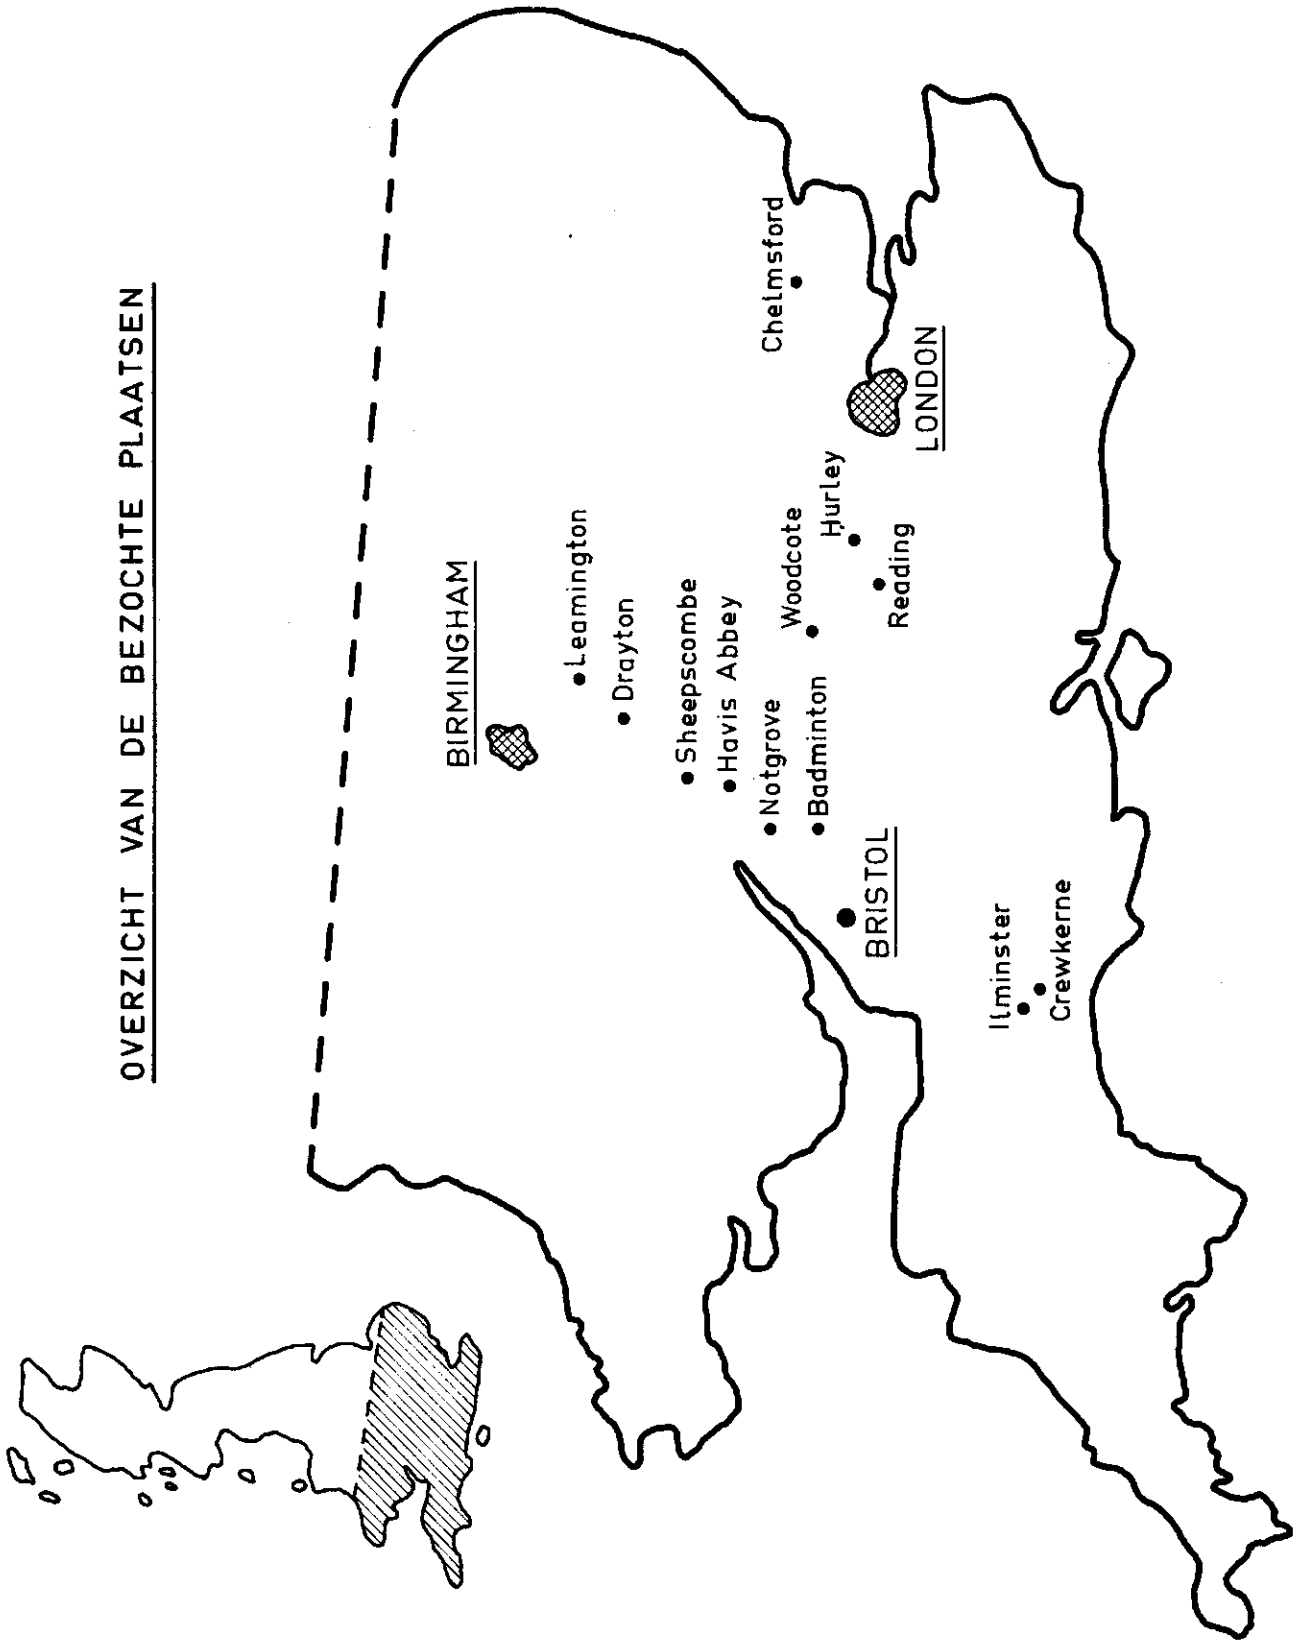 OVERZICHT VAN DE BEZOCHTE PLAATSEN
BIRMINGHAM
Leamington
Drayton
Sheepscombe
Havis Abbey
Notgrove
Badminton
Woodcote
Hurley
Reading
Chelmsford
LONDON
BRISTOL
Ilminster
Crewkerne